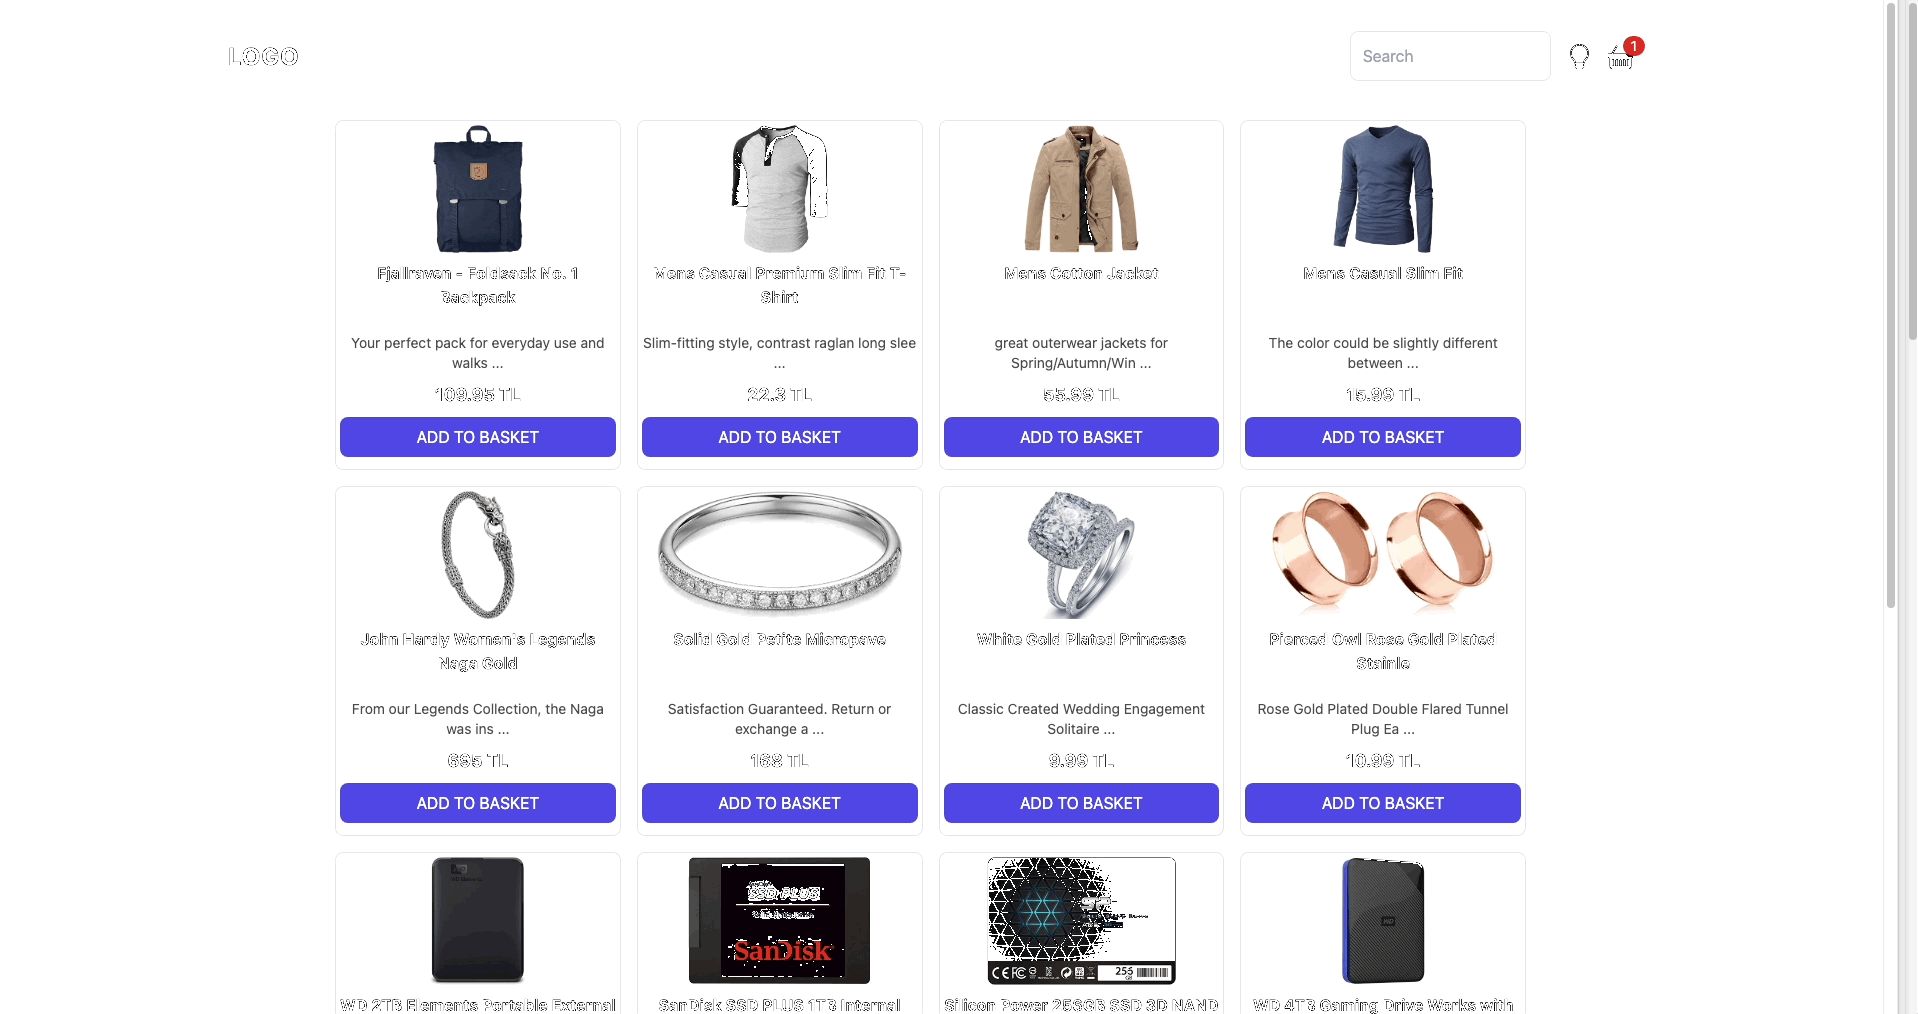 LOGO
Search
1
Fjallraven - Foldsack No. 1
Backpack
Your perfect pack for everyday use and
walks ...
109.95 TL
ADD TO BASKET
Mens Casual Premium Slim Fit T-
Shirt
Slim-fitting style, contrast raglan long slee
...
22.3 TL
ADD TO BASKET
Mens Cotton Jacket
great outerwear jackets for
Spring/Autumn/Win ...
55.99 TL
ADD TO BASKET
Mens Casual Slim Fit
The color could be slightly different
between ...
15.99 TL
ADD TO BASKET
John Hardy Women's Legends
Naga Gold
From our Legends Collection, the Naga
was ins ...
695 TL
ADD TO BASKET
Solid Gold Petite Micropave
Satisfaction Guaranteed. Return or
exchange a ...
168 TL
ADD TO BASKET
White Gold Plated Princess
Classic Created Wedding Engagement
Solitaire ...
9.99 TL
ADD TO BASKET
Pierced Owl Rose Gold Plated
Stainle
Rose Gold Plated Double Flared Tunnel
Plug Ea ...
10.99 TL
ADD TO BASKET
WD 2TB Elements Portable External
SSD PLUS
SanDisk
SanDisk SSD PLUS 1TB Internal
256
Silicon Power 256GB SSD 3D NAND
WD
WD 4TB Gaming Drive Works with